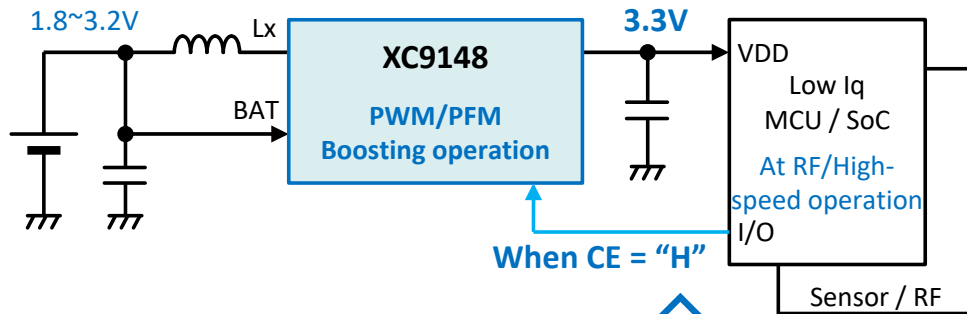 1.8~3.2V
Lx
BAT
XC9148
PWM/PFM
Boosting operation
3.3V
VDD
Low Iq
MCU / SoC
At RF/High-
speed operation
I/O
When CE = “H”
Sensor / RF